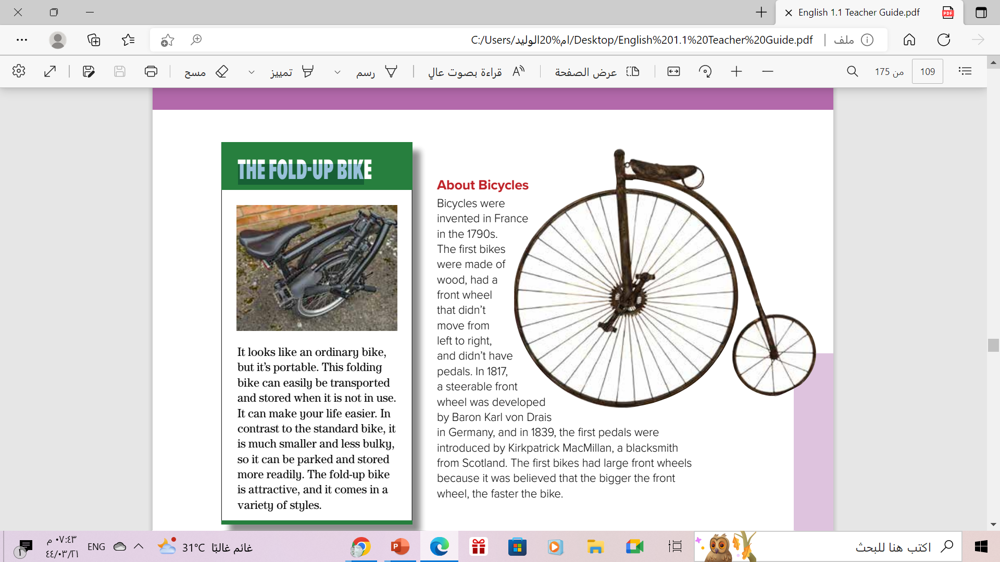 English 1.1 Teacher Guide.pdf
ملف
C:/Users/ام%20الوليد/Desktop/English%201.1%20Teacher%20Guide.pdf
109
من 175
عرض الصفحة
قراءة بصوت عالٍ
رسم
تمييز
مسح
THE FOLD-UP BIKE
It looks like an ordinary bike,
but it’s portable. This folding
bike can easily be transported
and stored when it is not in use.
It can make your life easier. In
contrast to the standard bike, it
is much smaller and less bulky,
so it can be parked and stored
more readily. The fold-up bike
is attractive, and it comes in a
variety of styles.
About Bicycles
Bicycles were
invented in France
in the 1790s.
The first bikes
were made of
wood, had a
front wheel
that didn’t
move from
left to right,
and didn’t have
pedals. In 1817,
a steerable front
wheel was developed
by Baron Karl von Drais
in Germany, and in 1839, the first pedals were
introduced by Kirkpatrick MacMillan, a blacksmith
from Scotland. The first bikes had large front wheels
because it was believed that the bigger the front
wheel, the faster the bike.
اكتب هنا للبحث
31°C غائم غالبًا
ENG
٠٧:٤٣ م
٤٤/٠٣/٢١
١